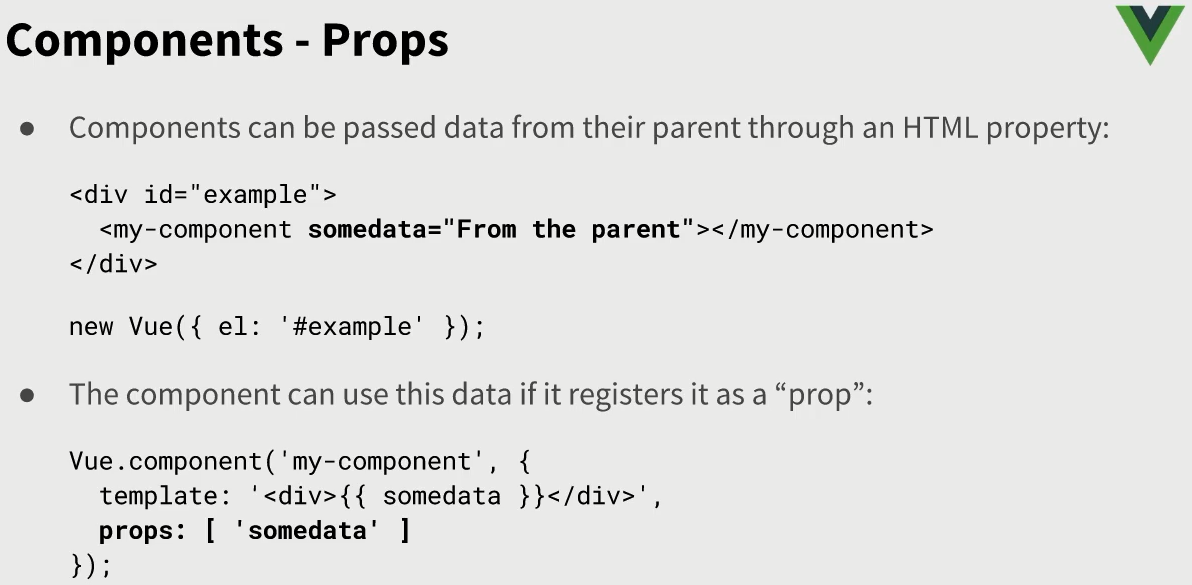 Components - Props
● Components can be passed data from their parent through an HTML property:
<div id="example">
  <my-component somedata="From the parent"></my-component>
</div>
new Vue({ el: '#example' });
● The component can use this data if it registers it as a “prop”:
Vue.component('my-component', {
  template: '<div>{{ somedata }}</div>',
  props: [ 'somedata' ]
});